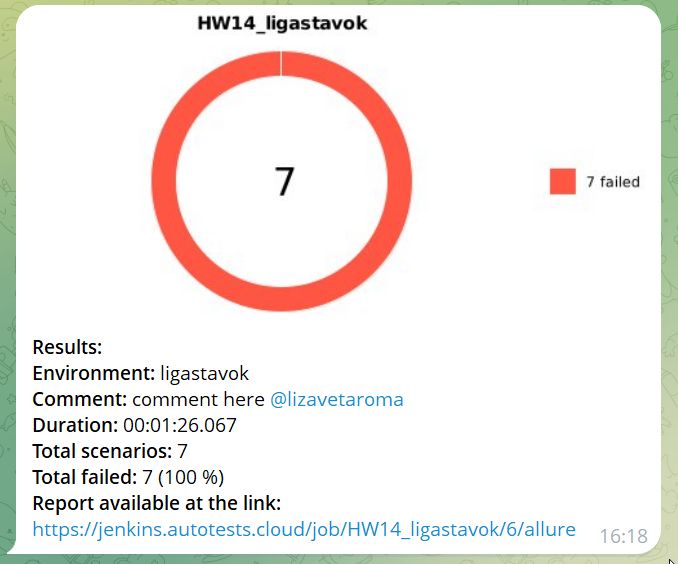 HW14_ligastavok
7
7 failed
Results:
Environment: ligastavok
Comment: comment here @lizavetaroma
Duration: 00:01:26.067
Total scenarios: 7
Total failed: 7 (100 %)
Report available at the link:
https://jenkins.autotests.cloud/job/HW14_ligastavok/6/allure
16:18